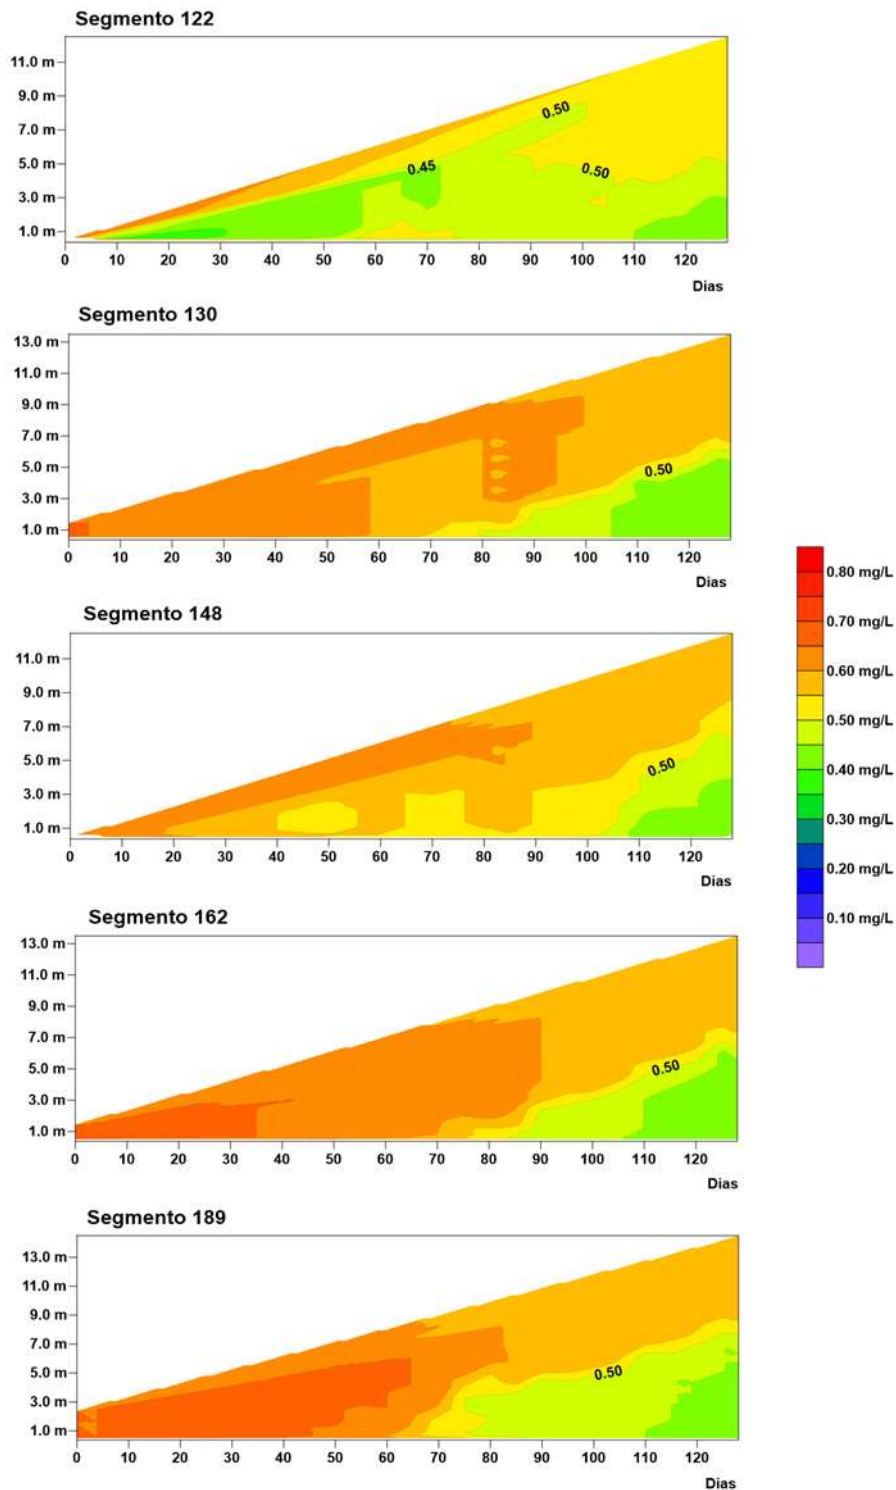 Segmento 122
11.0 m
9.0 m
7.0 m
5.0 m
3.0 m
1.0 m
0.50
0.45
0.50
0 10 20 30 40 50 60 70 80 90 100 110 120
Dias
Segmento 130
13.0 m
11.0 m
9.0 m
7.0 m
5.0 m
3.0 m
1.0 m
0.50
0 10 20 30 40 50 60 70 80 90 100 110 120
Dias
Segmento 148
11.0 m
9.0 m
7.0 m
5.0 m
3.0 m
1.0 m
0.50
0 10 20 30 40 50 60 70 80 90 100 110 120
Dias
0.80 mg/L
0.70 mg/L
0.60 mg/L
0.50 mg/L
0.40 mg/L
0.30 mg/L
0.20 mg/L
0.10 mg/L
Segmento 162
13.0 m
11.0 m
9.0 m
7.0 m
5.0 m
3.0 m
1.0 m
0.50
0 10 20 30 40 50 60 70 80 90 100 110 120
Dias
Segmento 189
13.0 m
11.0 m
9.0 m
7.0 m
5.0 m
3.0 m
1.0 m
0.50
0 10 20 30 40 50 60 70 80 90 100 110 120
Dias